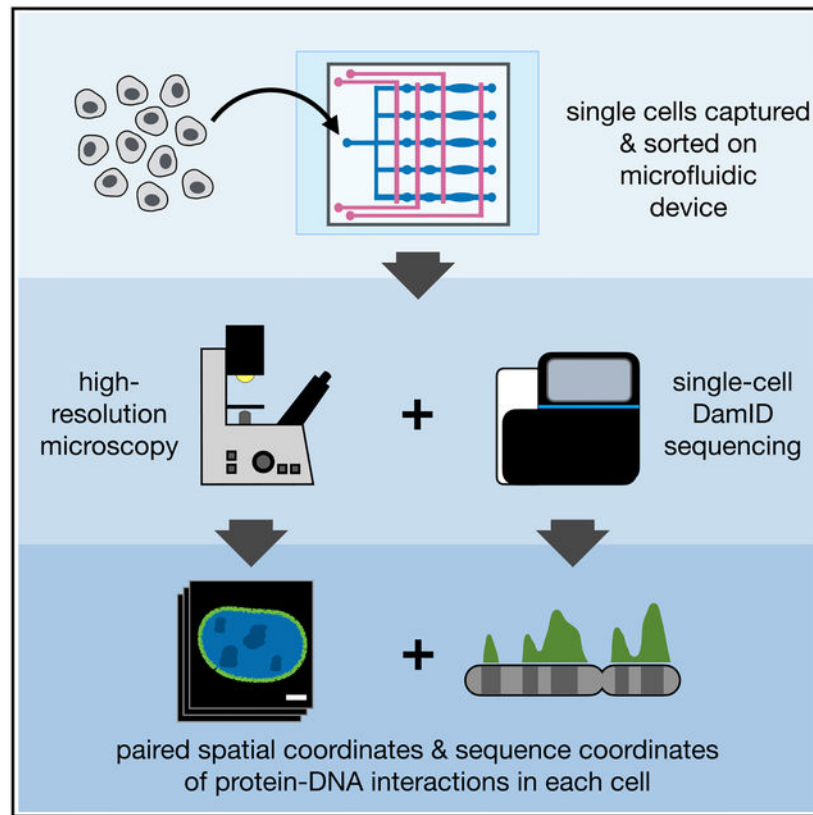 single cells captured
& sorted on
microfluidic
device
high-
resolution
microscopy
+
single-cell
DamID
sequencing
+
paired spatial coordinates & sequence coordinates
of protein-DNA interactions in each cell